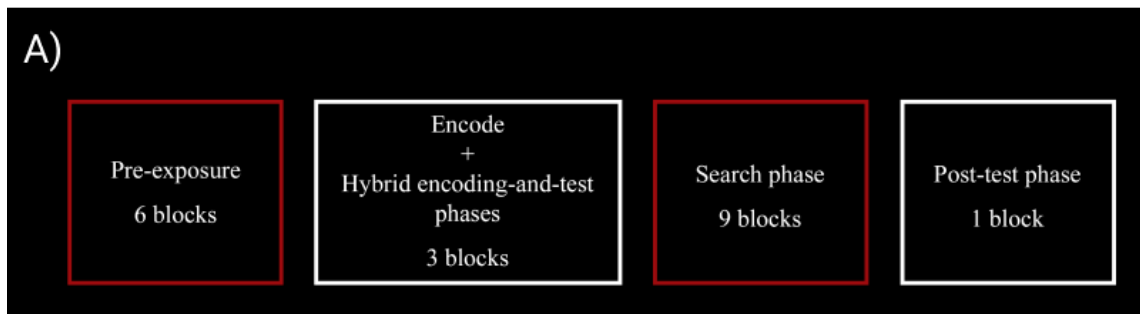 A)
Pre-exposure
6 blocks
Encode
+
Hybrid encoding-and-test
phases
3 blocks
Search phase
9 blocks
Post-test phase
1 block